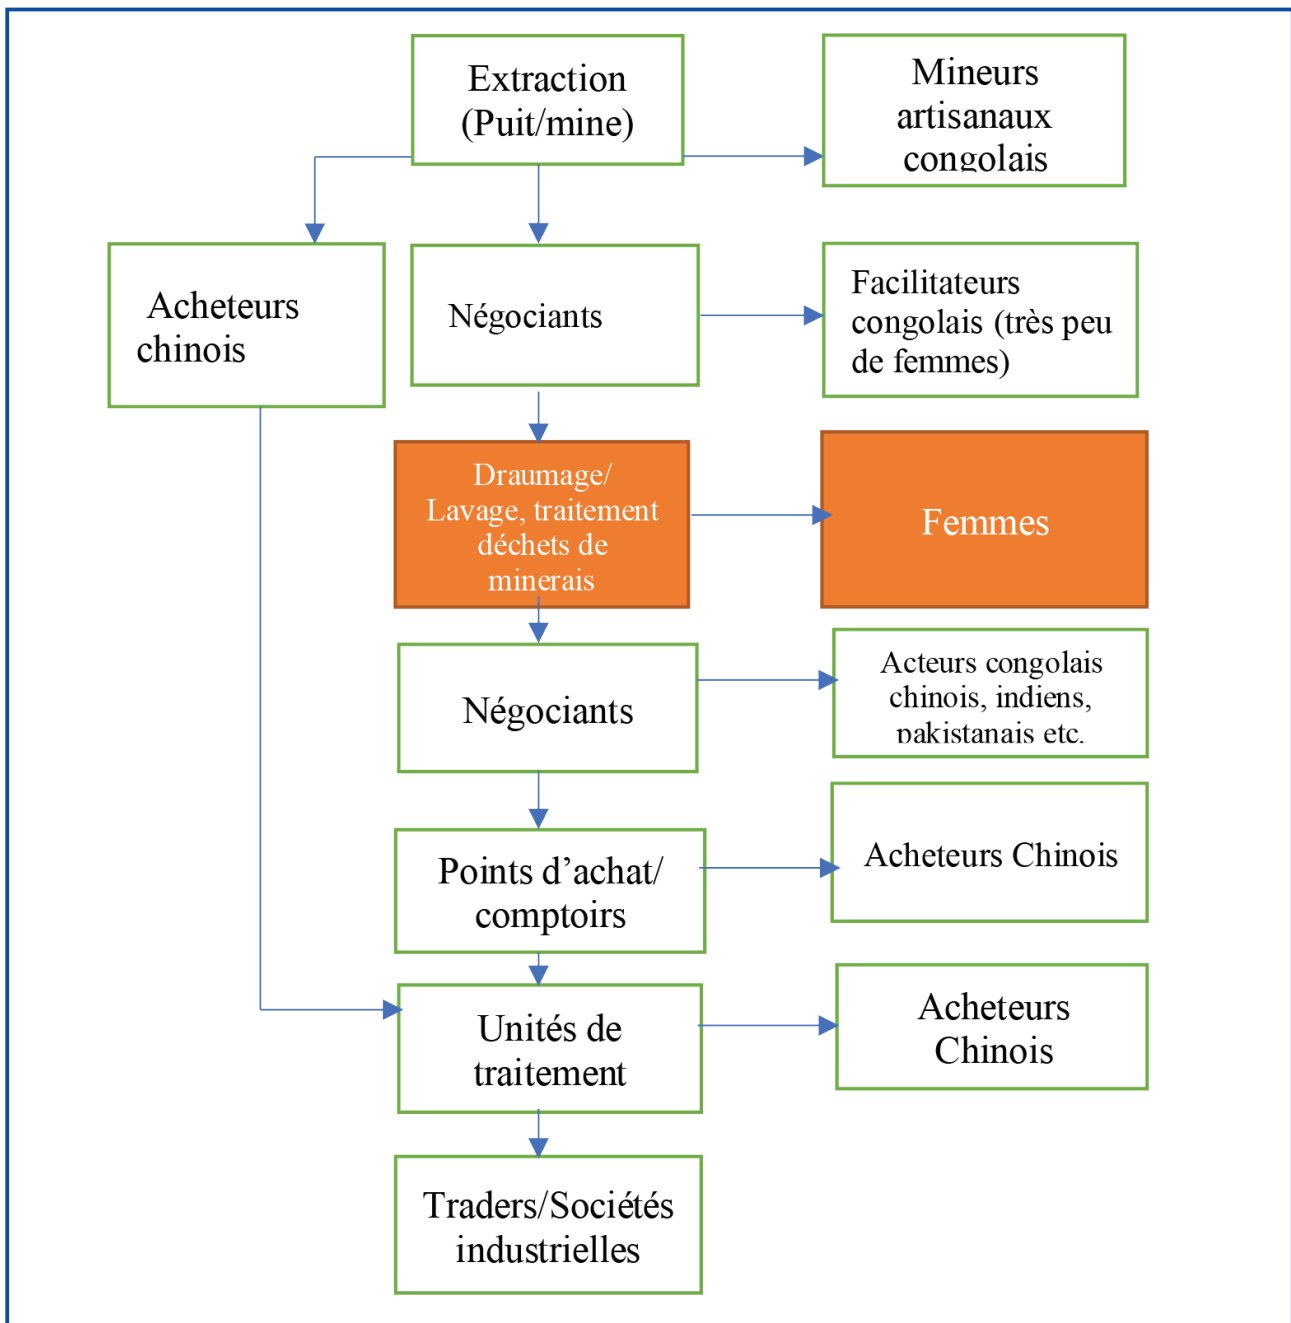 Extraction
(Puit/mine)
Mineurs
artisanaux
congolais
Acheteurs
chinois
Négociants
Facilitateurs
congolais (très peu
de femmes)
Draumage/
Lavage, traitement
déchets de
minerais
Femmes
Négociants
Acteurs congolais
chinois, indiens,
pakistanais etc.
Points d’achat/
comptoirs
Acheteurs Chinois
Unités de
traitement
Acheteurs
Chinois
Traders/Sociétés
industrielles